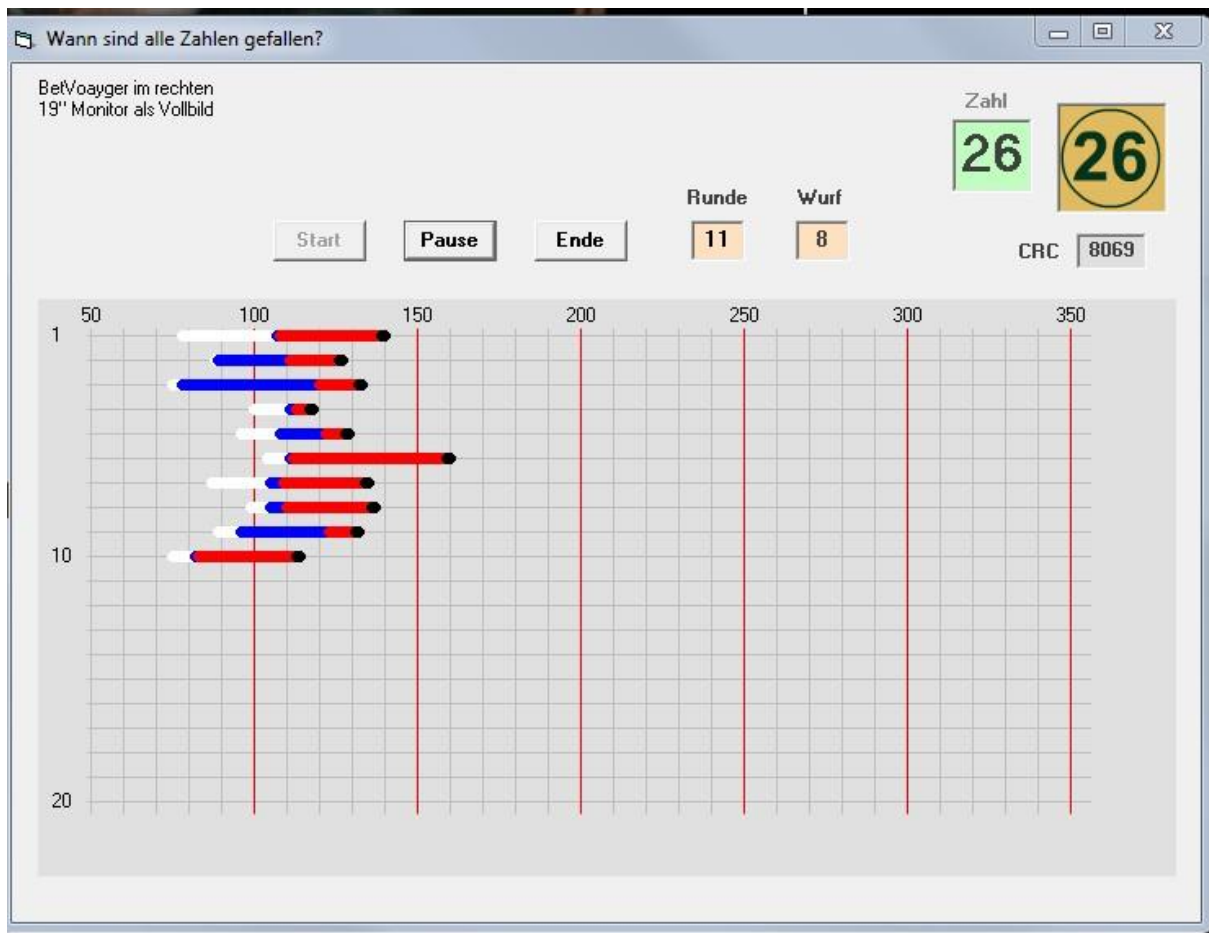 Wann sind alle Zahlen gefallen?
BetVoayger im rechten
19" Monitor als Vollbild
Zahl
26
26
Runde
Wurf
Start
Pause
Ende
11
8
CRC
8069
50
100
150
200
250
300
350
1
10
20